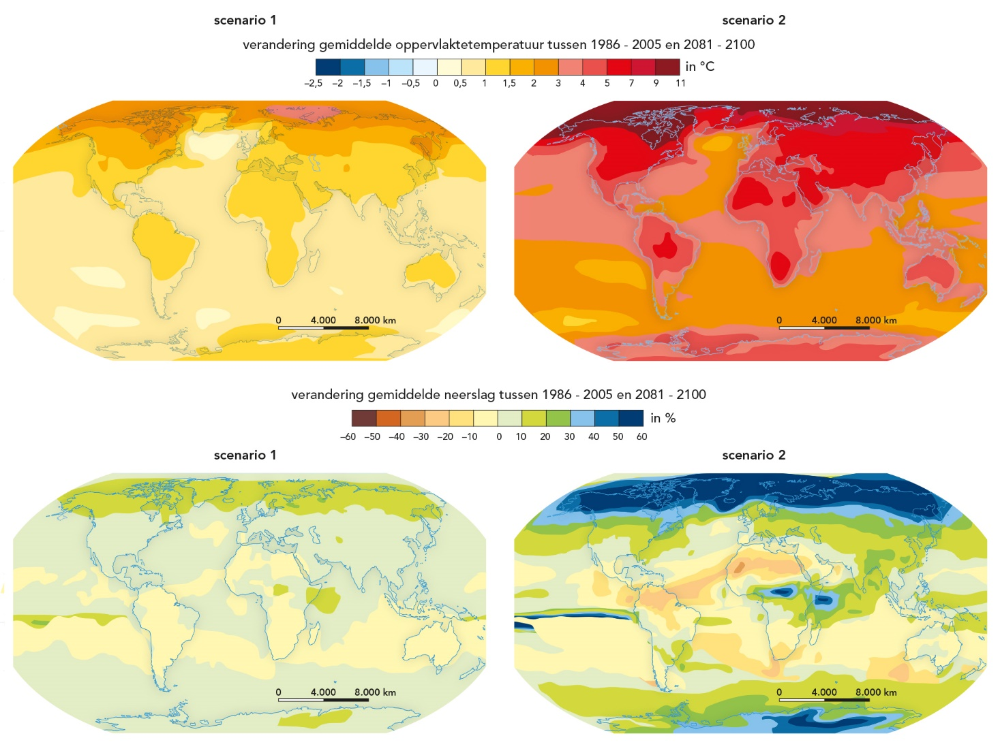 scenario 1
scenario 2
verandering gemiddelde oppervlaktetemperatuur tussen 1986 - 2005 en 2081 - 2100
in °C
–2,5 –2 –1,5 –1 –0,5 0 0,5 1 1,5 2 3 4 5 7 9 11
0 4.000 8.000 km
0 4.000 8.000 km
verandering gemiddelde neerslag tussen 1986 - 2005 en 2081 - 2100
in %
–60 –50 –40 –30 –20 –10 0 10 20 30 40 50 60
scenario 1
scenario 2
0 4.000 8.000 km
0 4.000 8.000 km